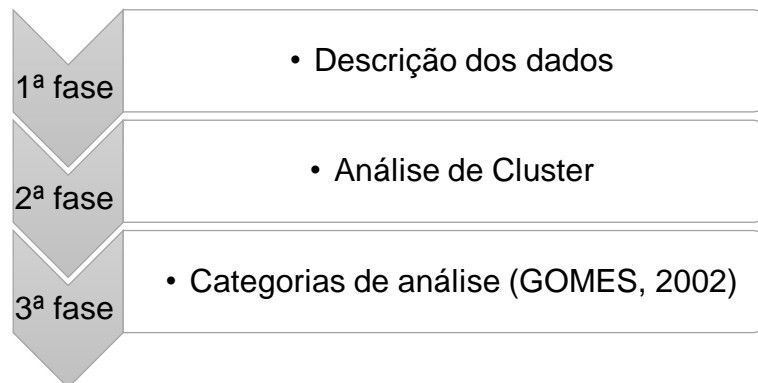 1ª fase
• Descrição dos dados
2ª fase
• Análise de Cluster
3ª fase
• Categorias de análise (GOMES, 2002)